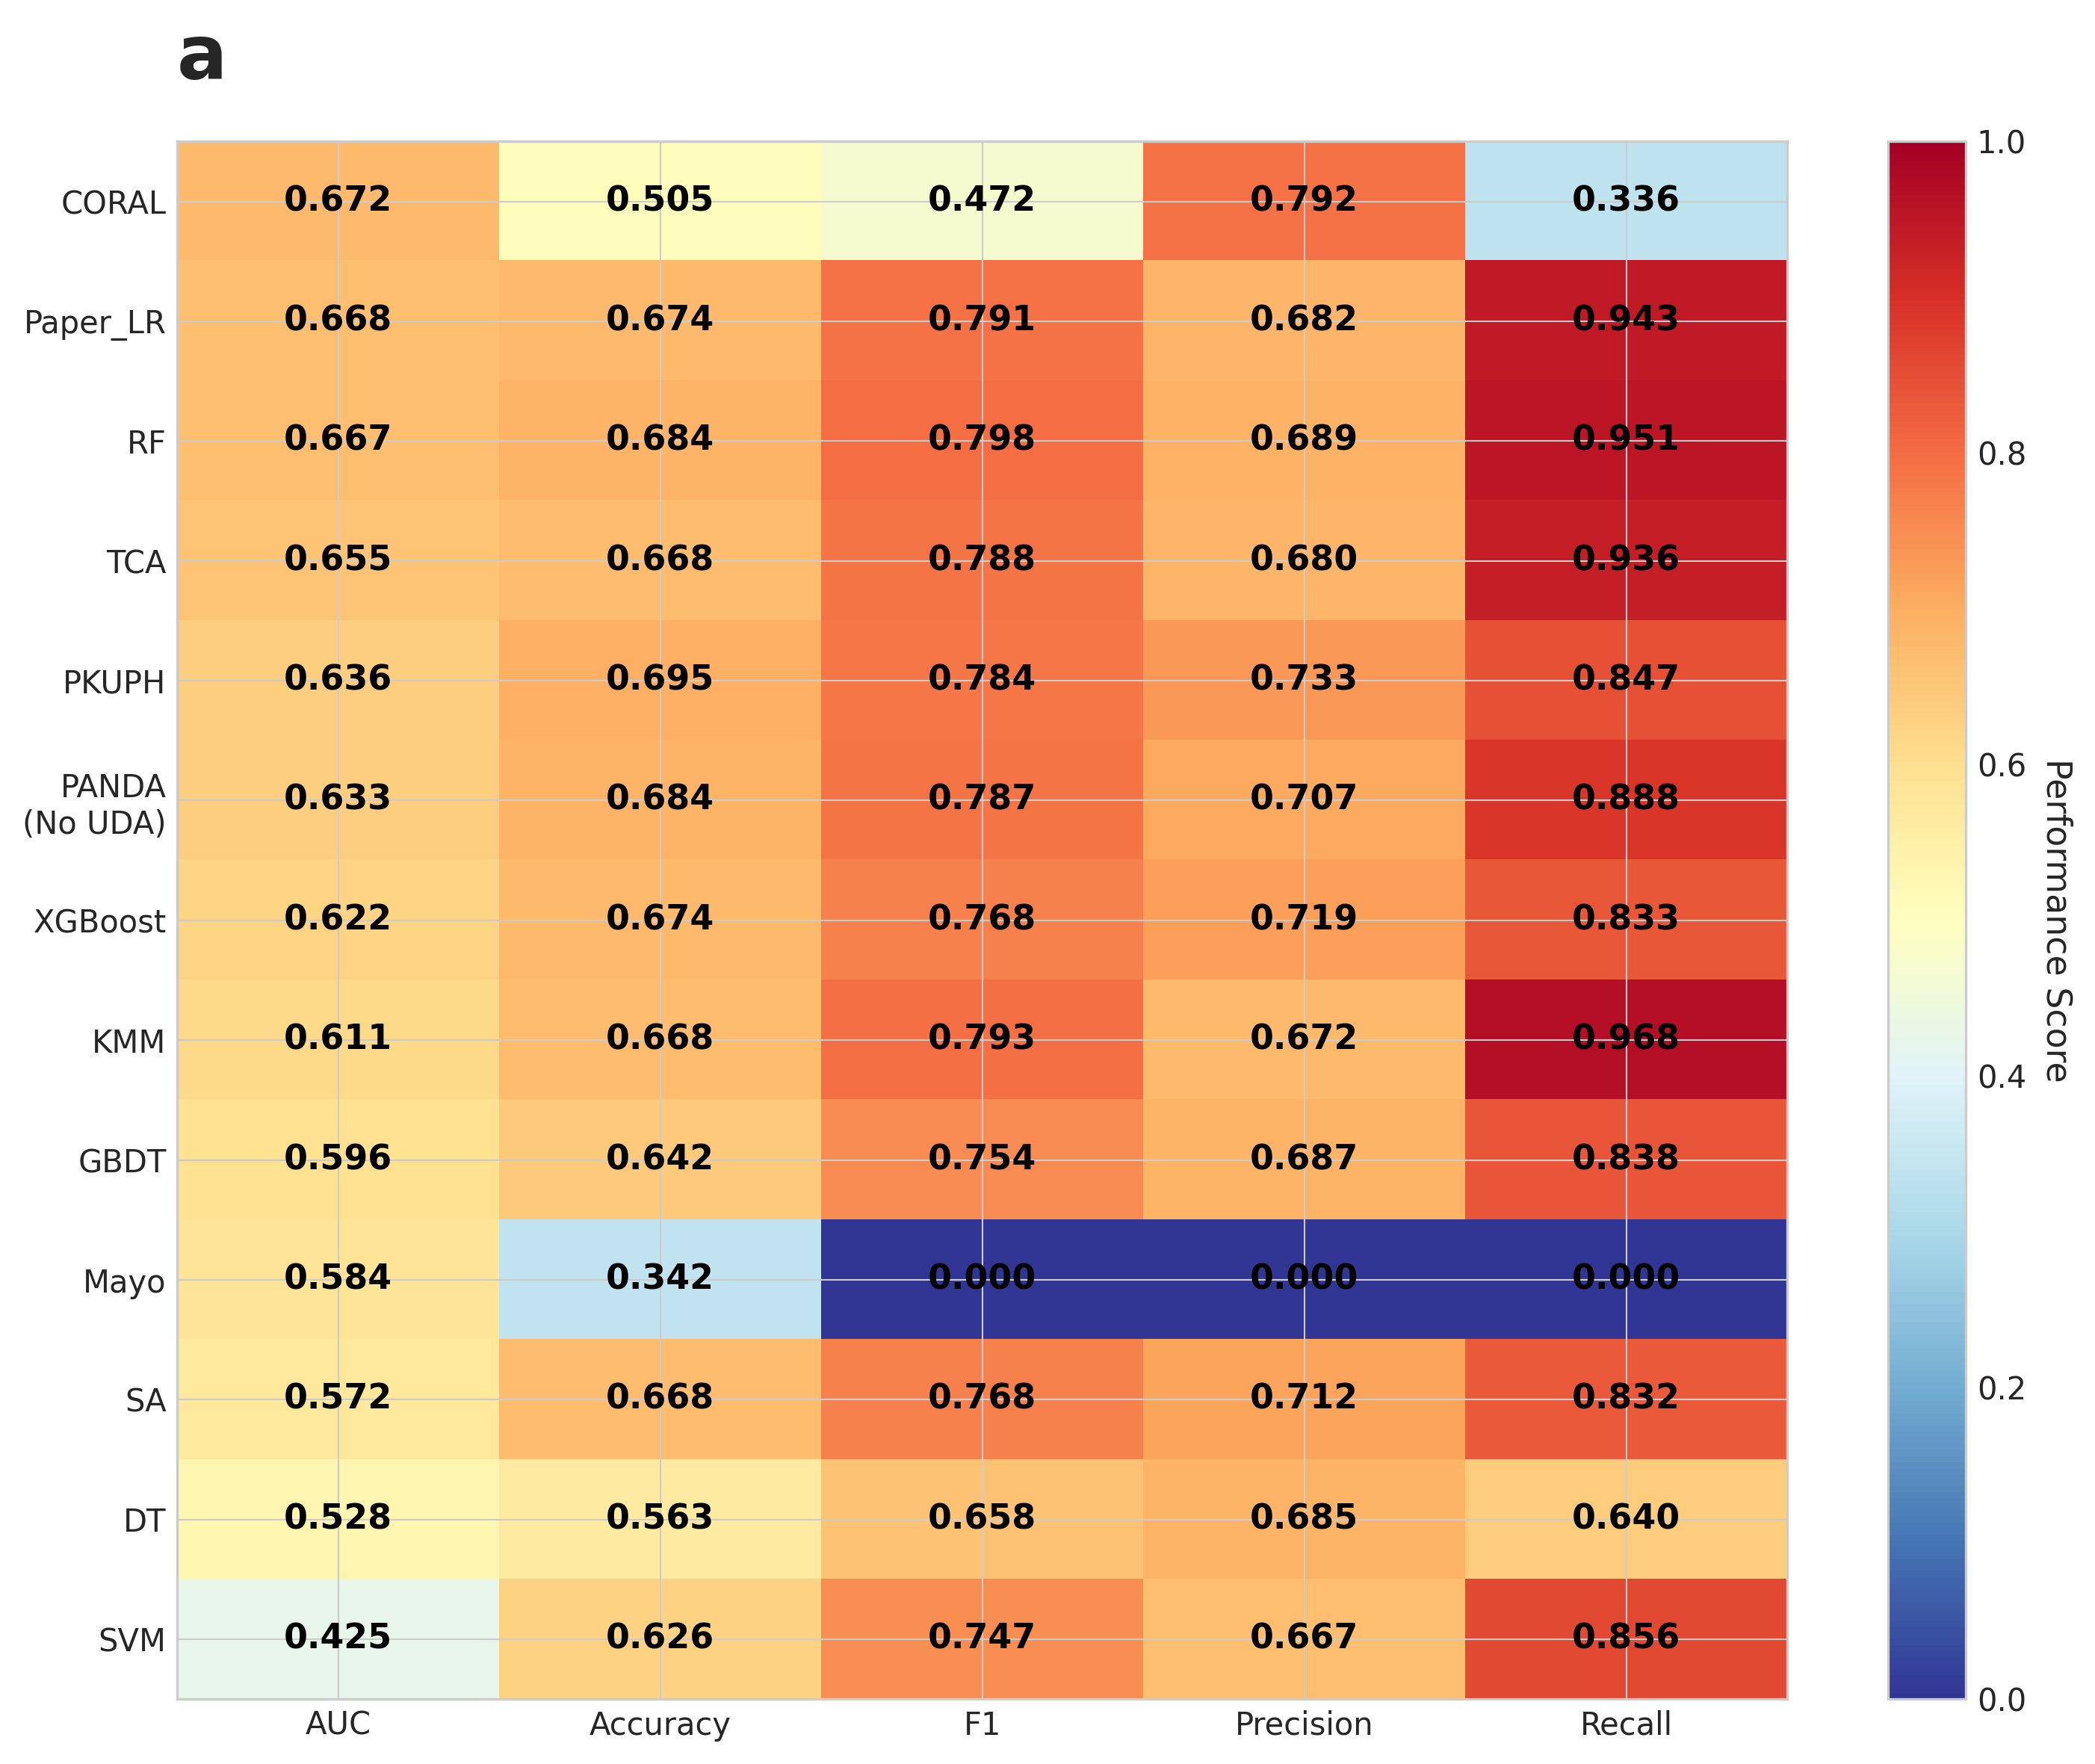 a
CORAL 0.672 0.505 0.472 0.792 0.336
Paper_LR 0.668 0.674 0.791 0.682 0.943
RF 0.667 0.684 0.798 0.689 0.951
TCA 0.655 0.668 0.788 0.680 0.936
PKUPH 0.636 0.695 0.784 0.733 0.847
PANDA
(No UDA) 0.633 0.684 0.787 0.707 0.888
XGBoost 0.622 0.674 0.768 0.719 0.833
KMM 0.611 0.668 0.793 0.672 0.968
GBDT 0.596 0.642 0.754 0.687 0.838
Mayo 0.584 0.342 0.000 0.000 0.000
SA 0.572 0.668 0.768 0.712 0.832
DT 0.528 0.563 0.658 0.685 0.640
SVM 0.425 0.626 0.747 0.667 0.856
AUC Accuracy F1 Precision Recall
1.0
0.8
0.6
0.4
0.2
0.0
Performance Score